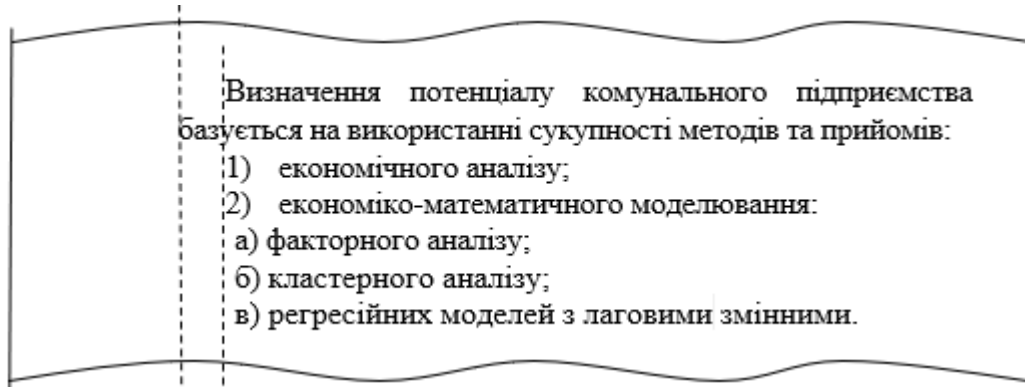 Визначення потенціалу комунального підприємства
базується на використанні сукупності методів та прийомів:
1) економічного аналізу;
2) економіко-математичного моделювання:
а) факторного аналізу;
б) кластерного аналізу;
в) регресійних моделей з лаговими змінними.